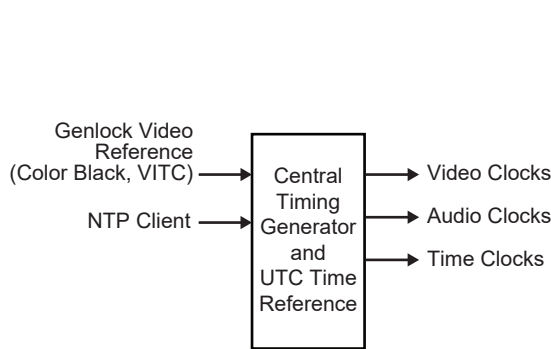 Genlock Video
Reference
(Color Black, VITC)
NTP Client
Central
Timing
Generator
and
UTC Time
Reference
Video Clocks
Audio Clocks
Time Clocks